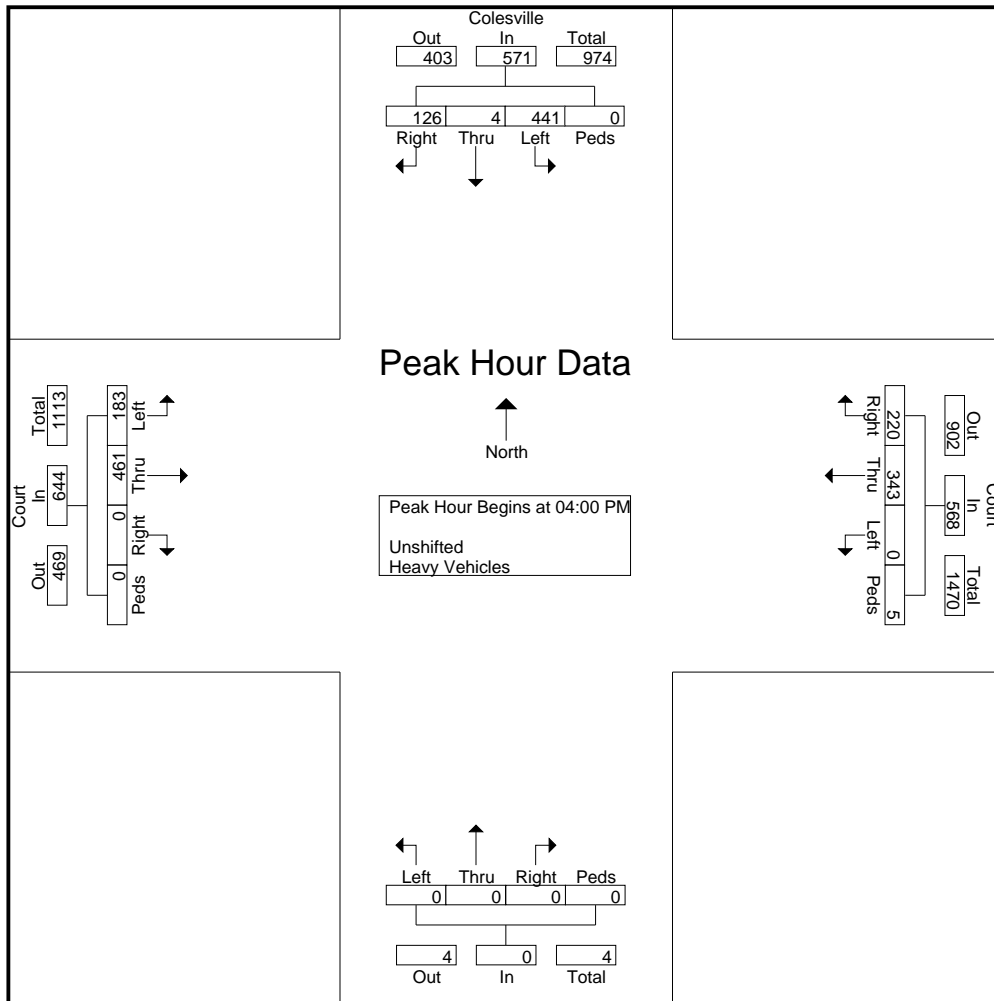 Colesville
Out In Total
403 571 974
126 4 441 0
Right Thru Left Peds
Peak Hour Data
North
Peak Hour Begins at 04:00 PM
Unshifted
Heavy Vehicles
Court
Total In Out
1113 644 469
183 461 0 0
Left Thru Right Peds
Court
Out In Total
902 568 1470
220 343 0 5
Right Thru Left Peds
Left Thru Right Peds
0 0 0 0
4 0 4
Out In Total